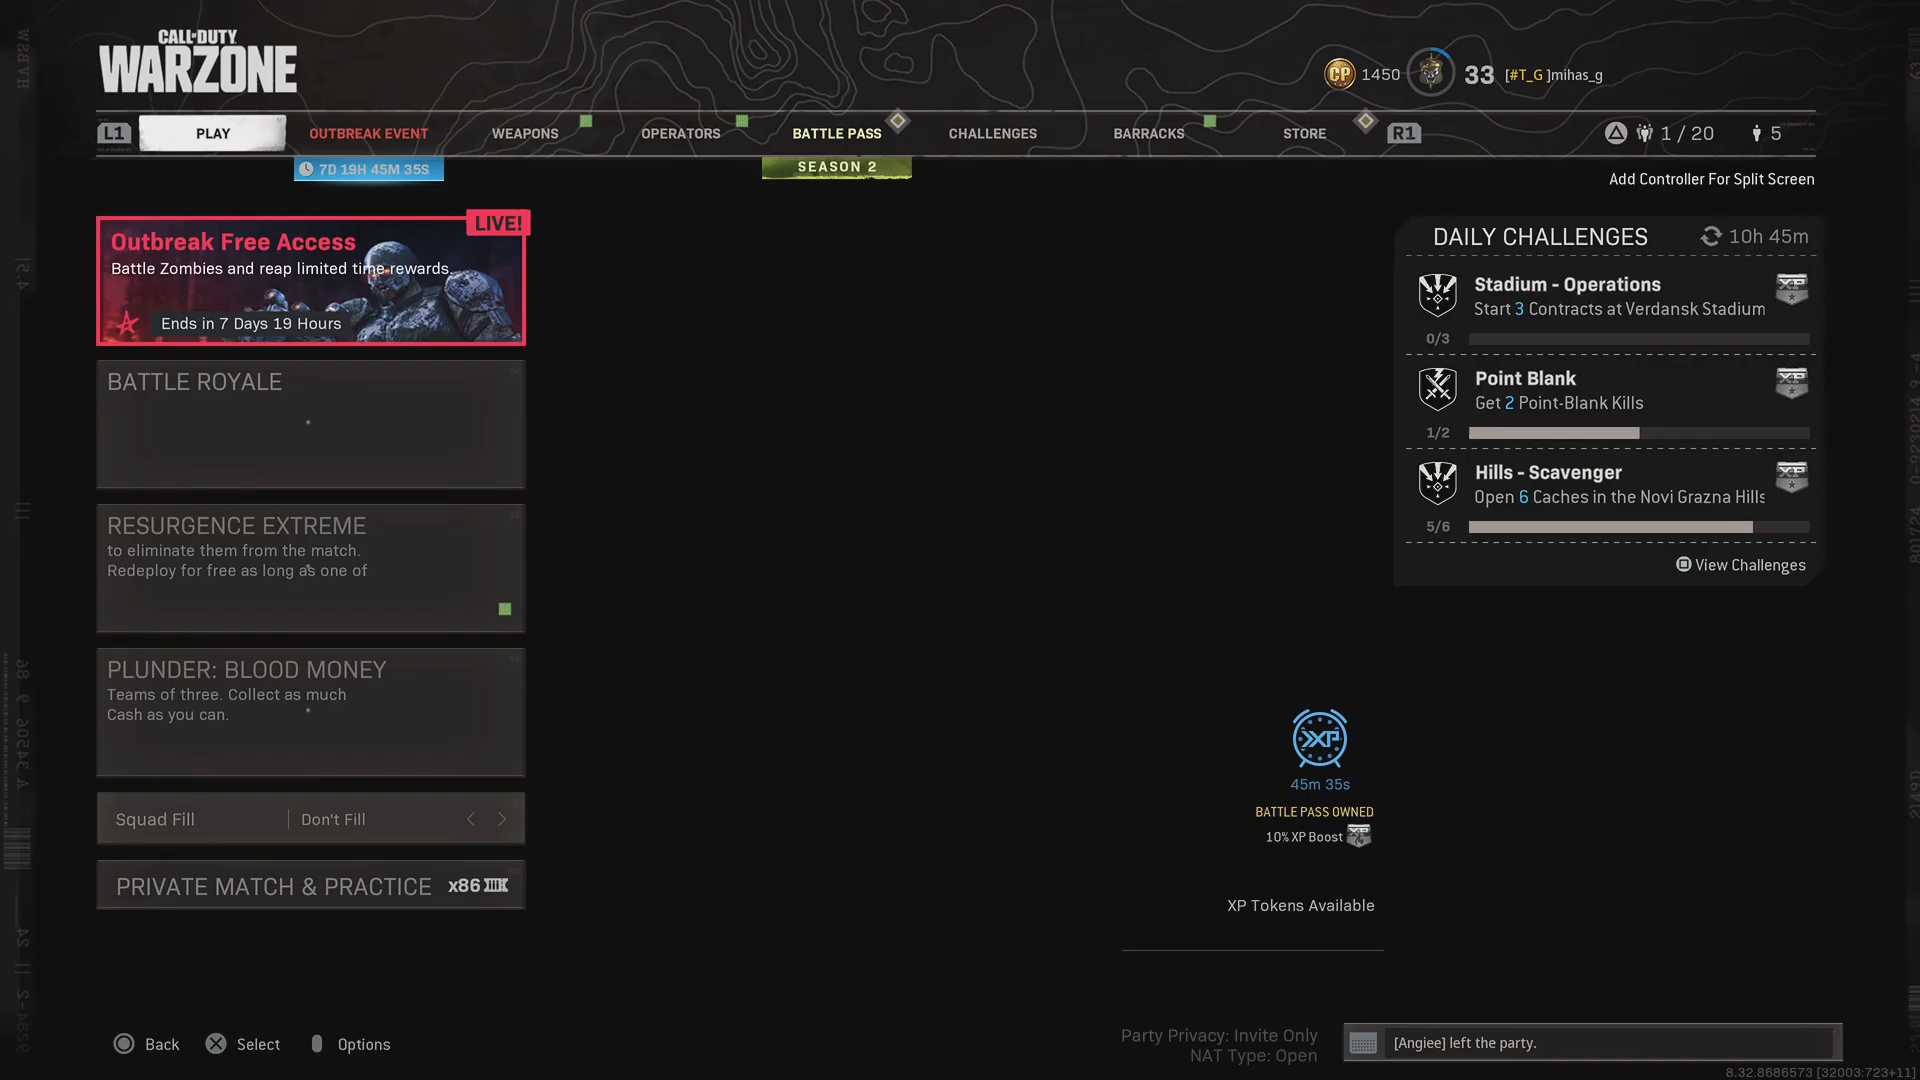 CALL OF DUTY
WARZONE
CP 1450
33 [#T_G ]mihas_g
L1
PLAY
OUTBREAK EVENT
WEAPONS
OPERATORS
BATTLE PASS
CHALLENGES
BARRACKS
STORE
R1
1 / 20
5
7D 19H 45M 35S
SEASON 2
Add Controller For Split Screen
LIVE!
Outbreak Free Access
Battle Zombies and reap limited time rewards.
Ends in 7 Days 19 Hours
BATTLE ROYALE
RESURGENCE EXTREME
to eliminate them from the match.
Redeploy for free as long as one of
PLUNDER: BLOOD MONEY
Teams of three. Collect as much
Cash as you can.
Squad Fill
Don't Fill
PRIVATE MATCH & PRACTICE x86
DAILY CHALLENGES 10h 45m
Stadium - Operations
XP
Start 3 Contracts at Verdansk Stadium
0/3
Point Blank
XP
Get 2 Point-Blank Kills
1/2
Hills - Scavenger
XP
Open 6 Caches in the Novi Grazna Hills
5/6
View Challenges
XP
45m 35s
BATTLE PASS OWNED
10% XP Boost XP
XP Tokens Available
Back
Select
Options
Party Privacy: Invite Only
NAT Type: Open
[Angiee] left the party.
8.32.8686573 [32003:723+11]